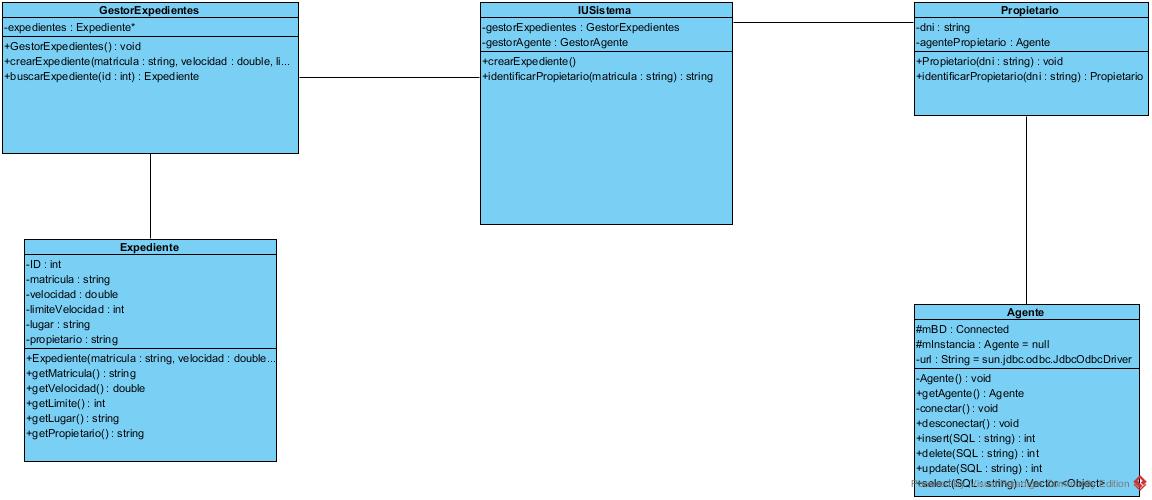 GestorExpedientes
-expedientes : Expediente*
+GestorExpedientes() : void
+crearExpediente(matricula : string, velocidad : double, li...
+buscarExpediente(id : int) : Expediente
IUSistema
-gestorExpedientes : GestorExpedientes
-gestorAgente : GestorAgente
+crearExpediente()
+identificarPropietario(matricula : string) : string
Propietario
-dni : string
-agentePropietario : Agente
+Propietario(dni : string) : void
+identificarPropietario(dni : string) : Propietario
Expediente
-ID : int
-matricula : string
-velocidad : double
-limiteVelocidad : int
-lugar : string
-propietario : string
+Expediente(matricula : string, velocidad : double...
+getMatricula() : string
+getVelocidad() : double
+getLimite() : int
+getLugar() : string
+getPropietario() : string
Agente
#mBD : Connected
#mInstancia : Agente = null
-url : String = sun.jdbc.odbc.JdbcOdbcDriver
-Agente() : void
+getAgente() : Agente
-conectar() : void
+desconectar() : void
+insert(SQL : string) : int
+delete(SQL : string) : int
+update(SQL : string) : int
+select(SQL : string) : Vector<Object>
Edition